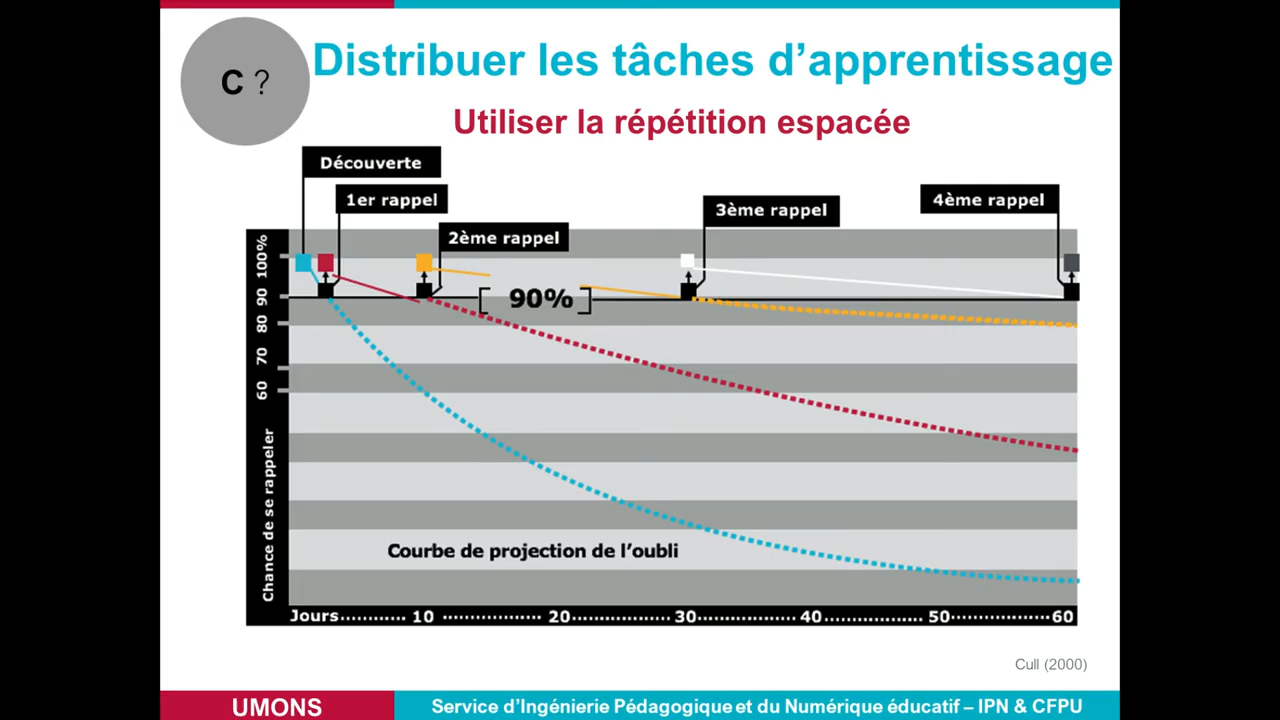 C ?
Distribuer les tâches d’apprentissage
Utiliser la répétition espacée
Découverte
1er rappel
2ème rappel
3ème rappel
4ème rappel
100%
90
80
70
60
90%
Chance de se rappeler
Courbe de projection de l’oubli
Jours............ 10 ................. 20 ................. 30 ................. 40 ................. 50 ................. 60
Cull (2000)
UMONS
Service d’Ingénierie Pédagogique et du Numérique éducatif – IPN & CFPU